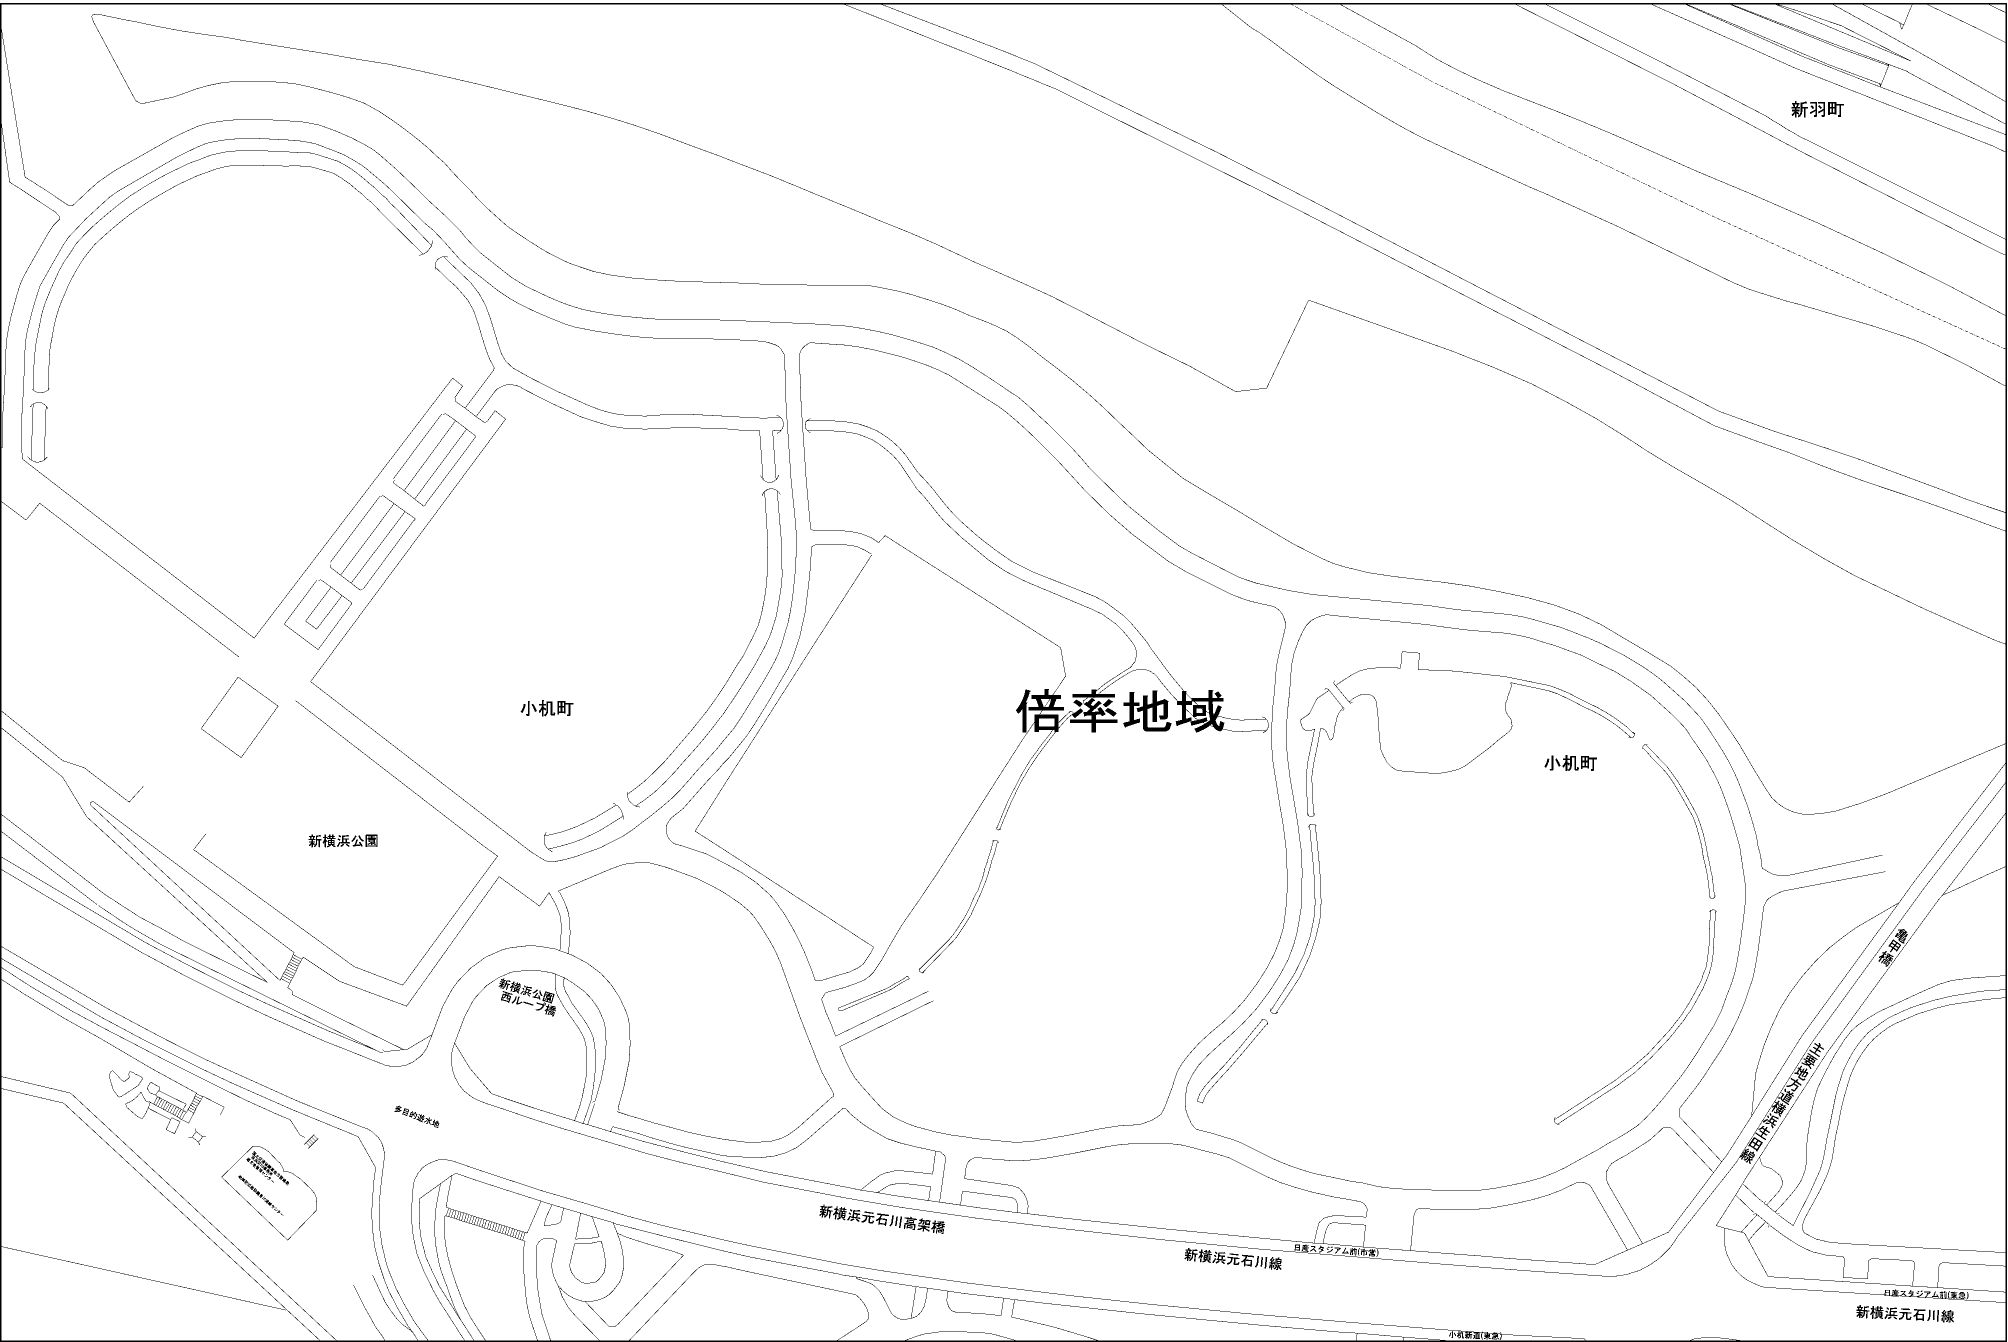 新羽町
小机町
倍率地域
小机町
新横浜公園
亀甲橋
新横浜公園
西ループ橋
主要地方道横浜生田線
多目的遊水地
新横浜元石川高架橋
新横浜元石川線
日産スタジアム前(市営)
日産スタジアム前(東急)
新横浜元石川線
小机新道(東急)